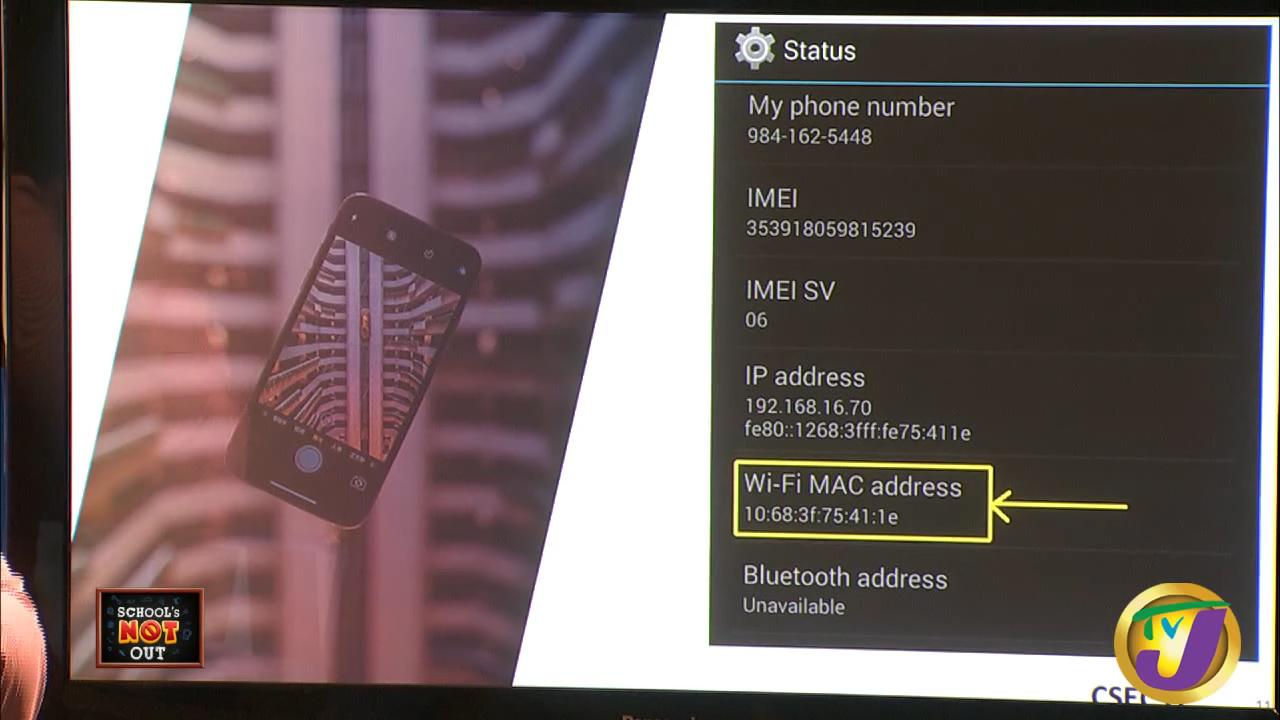 Status
My phone number
984-162-5448
IMEI
353918059815239
IMEI SV
06
IP address
192.168.16.70
fe80::1268:3fff:fe75:411e
Wi-Fi MAC address
10:68:3f:75:41:1e
Bluetooth address
Unavailable
SCHOOL'S
NOT
OUT
TVJ
11